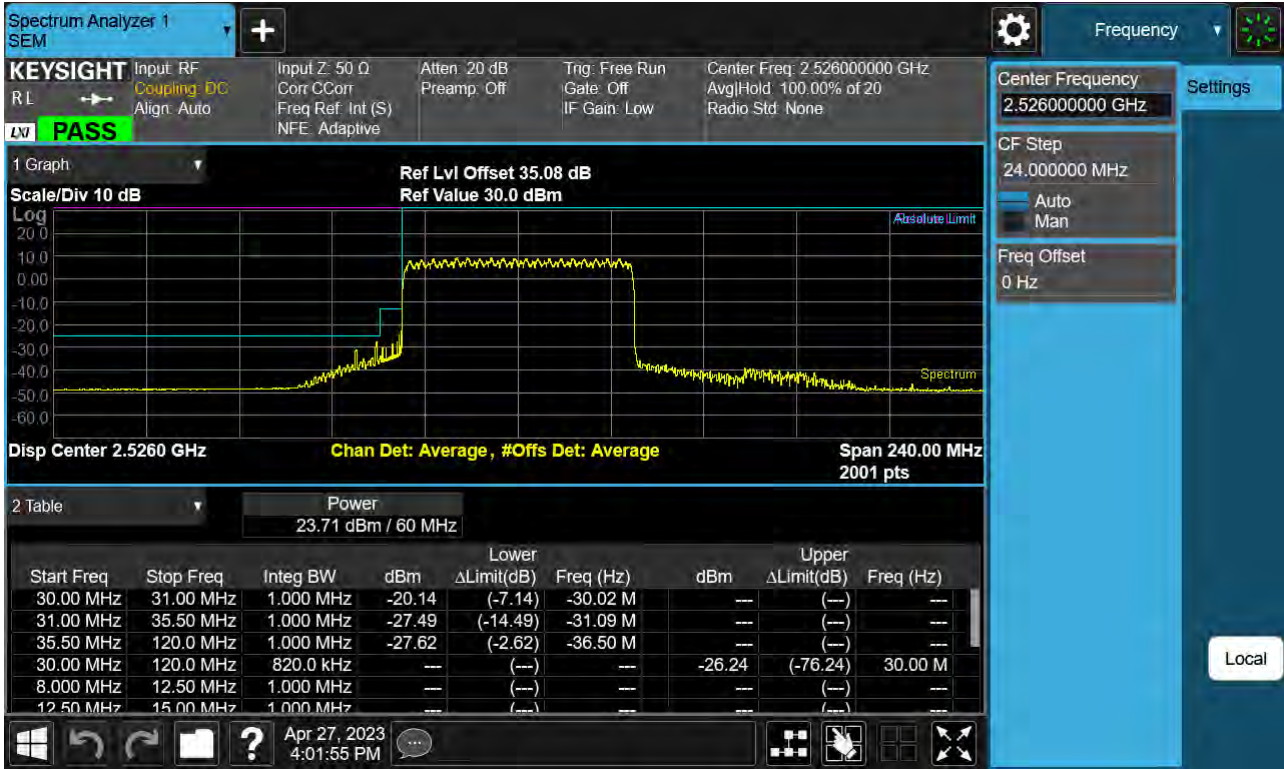 Spectrum Analyzer 1
SEM
Frequency
KEYSIGHT
RL
LXI
PASS
Input: RF
Coupling: DC
Align: Auto
Input Z: 50 Ω
Corr CCorr
Freq Ref: Int (S)
NFE: Adaptive
Atten: 20 dB
Preamp: Off
Trig: Free Run
Gate: Off
IF Gain: Low
Center Freq: 2.526000000 GHz
Avg|Hold: 100.00% of 20
Radio Std: None
Center Frequency
2.526000000 GHz
Settings
CF Step
24.000000 MHz
Auto
Man
Freq Offset
0 Hz
Local
1 Graph
Scale/Div 10 dB
Ref Lvl Offset 35.08 dB
Ref Value 30.0 dBm
Log
20.0
10.0
0.00
-10.0
-20.0
-30.0
-40.0
-50.0
-60.0
Absolute Limit
Spectrum
Disp Center 2.5260 GHz
Chan Det: Average , #Offs Det: Average
Span 240.00 MHz
2001 pts
2 Table
Power
23.71 dBm / 60 MHz
Lower Upper
Start Freq Stop Freq Integ BW dBm ΔLimit(dB) Freq (Hz) dBm ΔLimit(dB) Freq (Hz)
30.00 MHz 31.00 MHz 1.000 MHz -20.14 (-7.14) -30.02 M --- (---) ---
31.00 MHz 35.50 MHz 1.000 MHz -27.49 (-14.49) -31.09 M --- (---) ---
35.50 MHz 120.0 MHz 1.000 MHz -27.62 (-2.62) -36.50 M --- (---) ---
30.00 MHz 120.0 MHz 820.0 kHz --- (---) --- -26.24 (-76.24) 30.00 M
8.000 MHz 12.50 MHz 1.000 MHz --- (---) --- --- (---) ---
12.50 MHz 15.00 MHz 1.000 MHz --- (---) --- --- (---) ---
Apr 27, 2023
4:01:55 PM